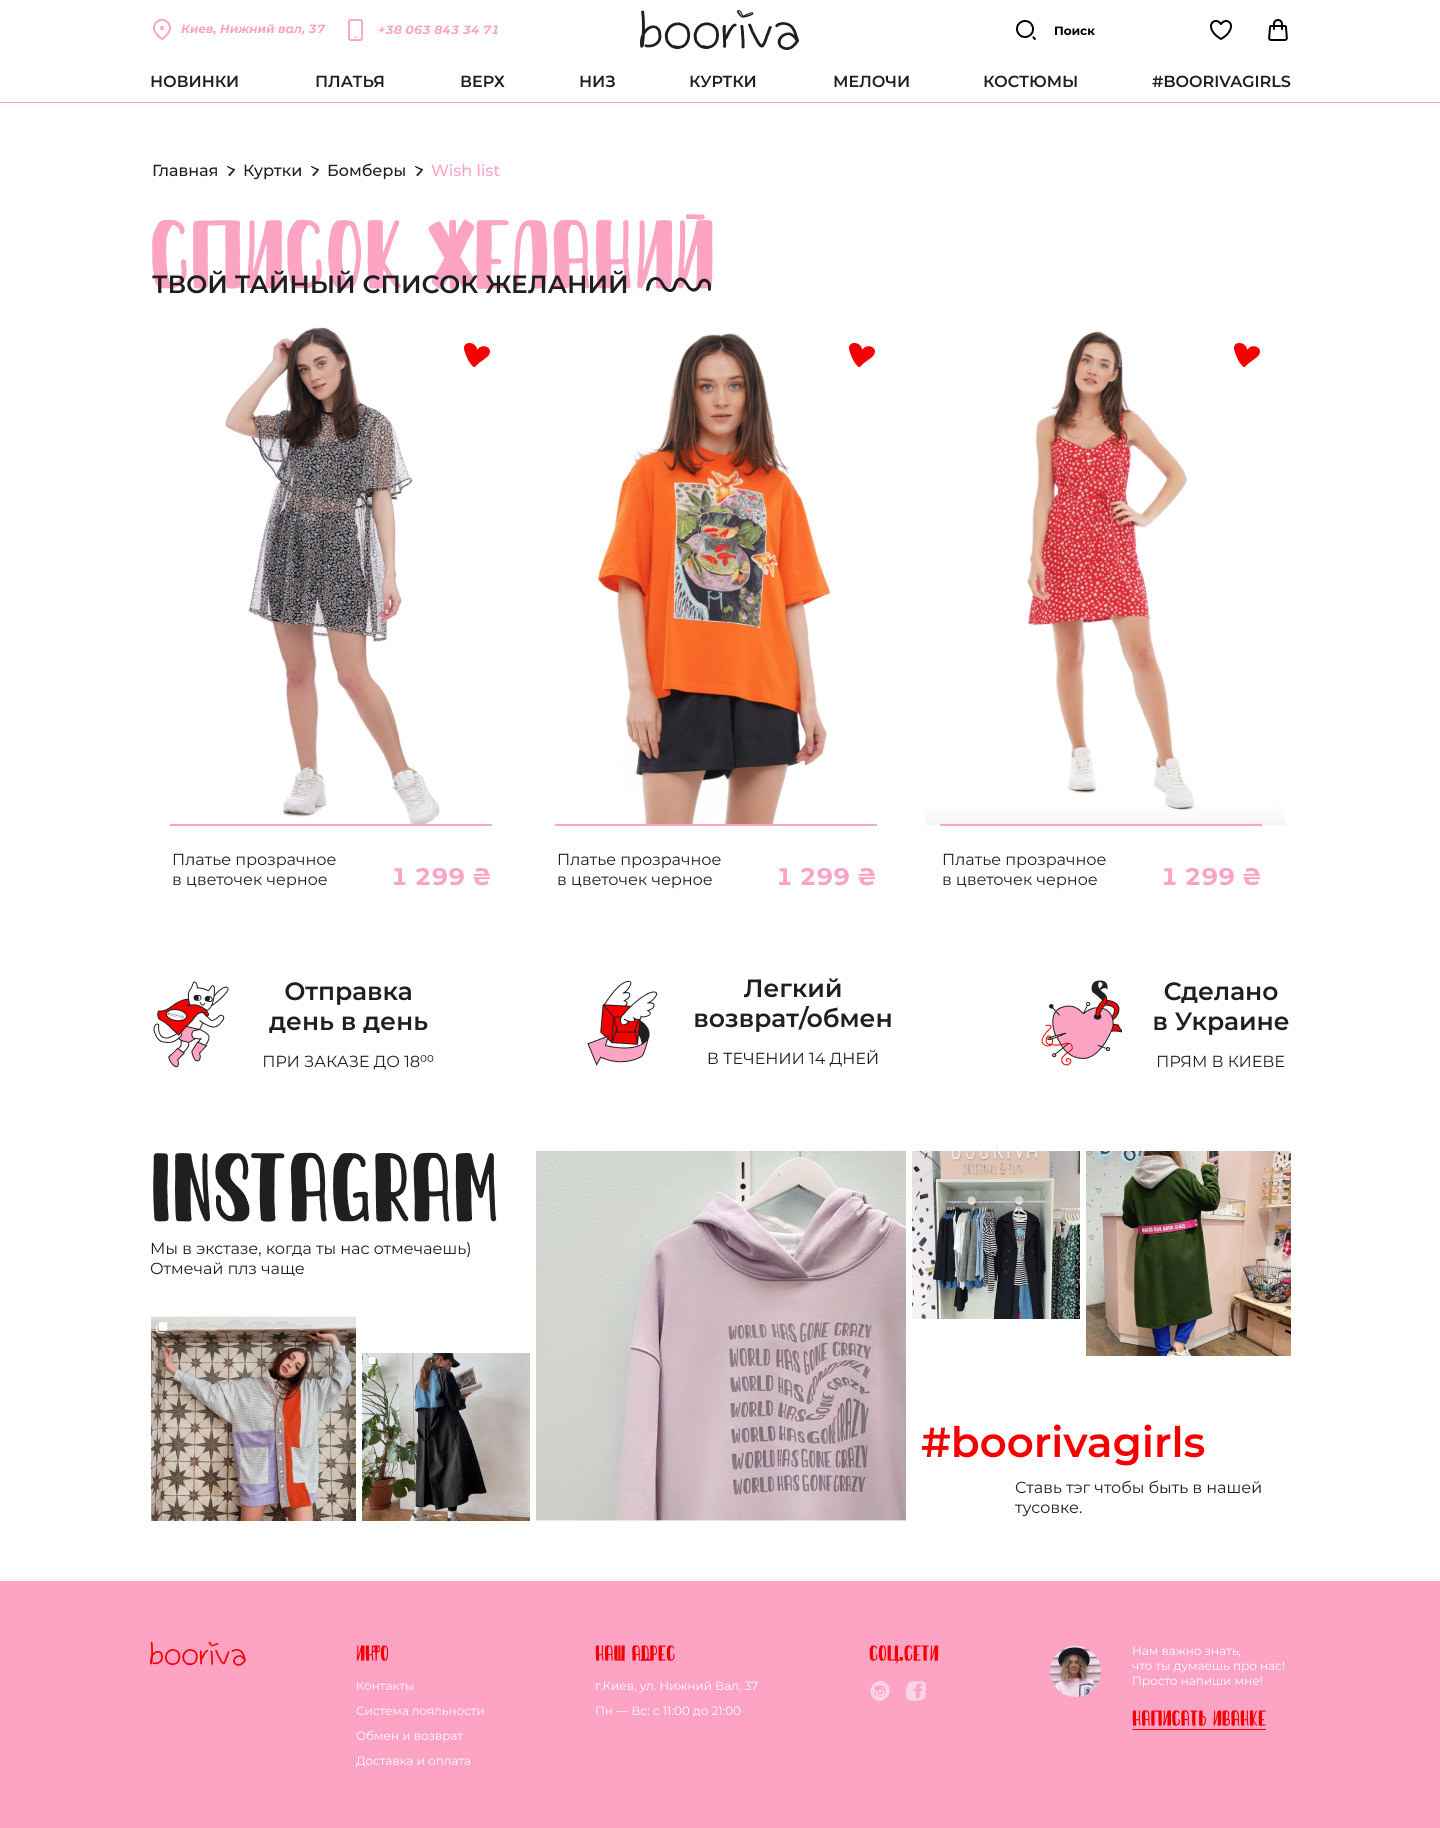 Киев, Нижний вал, 37
+38 063 843 34 71
booriva
Поиск
НОВИНКИ ПЛАТЬЯ ВЕРХ НИЗ КУРТКИ МЕЛОЧИ КОСТЮМЫ #BOORIVAGIRLS
Главная > Куртки > Бомберы > Wish list
СПИСОК ЖЕЛАНИЙ
ТВОЙ ТАЙНЫЙ СПИСОК ЖЕЛАНИЙ
Платье прозрачное
в цветочек черное
1 299 ₴
Платье прозрачное
в цветочек черное
1 299 ₴
Платье прозрачное
в цветочек черное
1 299 ₴
Отправка
день в день
ПРИ ЗАКАЗЕ ДО 18⁰⁰
Легкий
возврат/обмен
В ТЕЧЕНИИ 14 ДНЕЙ
Сделано
в Украине
ПРЯМ В КИЕВЕ
INSTAGRAM
Мы в экстазе, когда ты нас отмечаешь)
Отмечай плз чаще
WORLD HAS GONE CRAZY
WORLD HAS GONE CRAZY
WORLD HAS GONE CRAZY
WORLD HAS GONE CRAZY
WORLD HAS GONE CRAZY
WORLD HAS GONE CRAZY
WORLD HAS GONE CRAZY
BOORIVA
ORIGINAL & FUN
#boorivagirls
Ставь тэг чтобы быть в нашей
тусовке.
booriva
ИНФО
Контакты
Система лояльности
Обмен и возврат
Доставка и оплата
НАШ АДРЕС
г.Киев, ул. Нижний Вал, 37
Пн — Вс: с 11:00 до 21:00
СОЦ.СЕТИ
Нам важно знать,
что ты думаешь про нас!
Просто напиши мне!
НАПИСАТЬ ИВАНКЕ